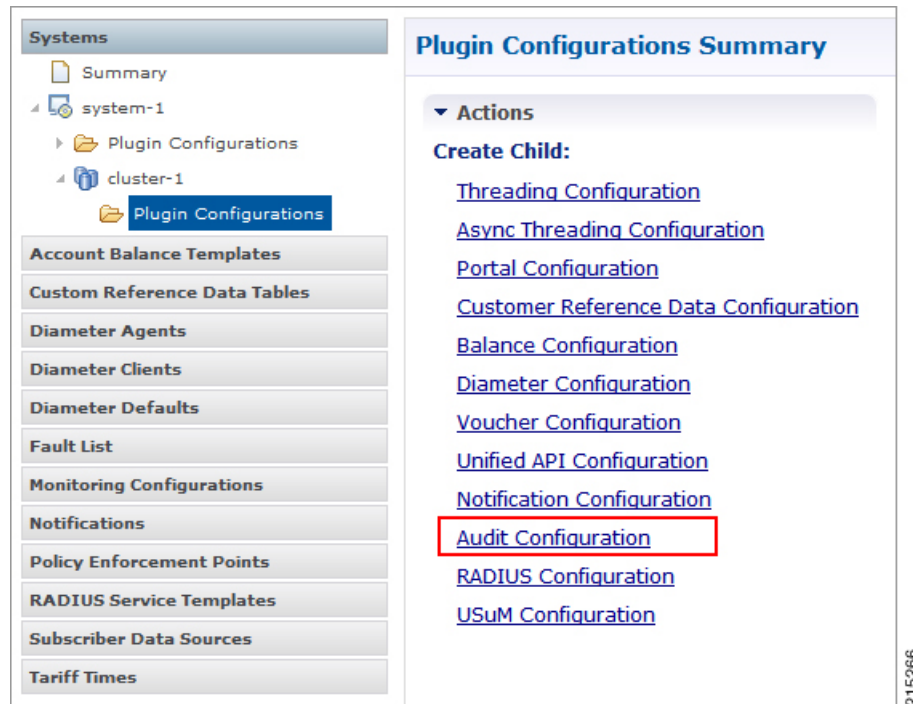 Systems
Summary
system-1
Plugin Configurations
cluster-1
Plugin Configurations
Account Balance Templates
Custom Reference Data Tables
Diameter Agents
Diameter Clients
Diameter Defaults
Fault List
Monitoring Configurations
Notifications
Policy Enforcement Points
RADIUS Service Templates
Subscriber Data Sources
Tariff Times
Plugin Configurations Summary
Actions
Create Child:
Threading Configuration
Async Threading Configuration
Portal Configuration
Customer Reference Data Configuration
Balance Configuration
Diameter Configuration
Voucher Configuration
Unified API Configuration
Notification Configuration
Audit Configuration
RADIUS Configuration
USuM Configuration